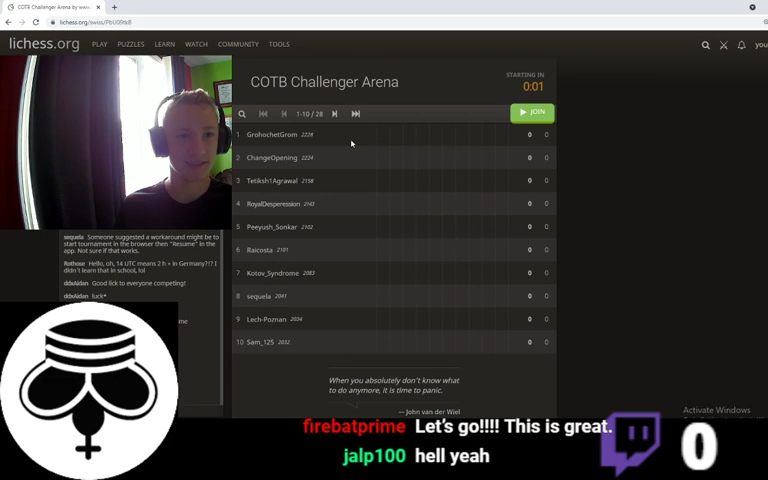 COTB Challenger Arena by www.
lichess.org/swiss/PbU09tk8
lichess.org PLAY PUZZLES LEARN WATCH COMMUNITY TOOLS you
COTB Challenger Arena
STARTING IN
0:01
1-10 / 28
JOIN
1 GrohochetGrom 2228 0 0
2 ChangeOpening 2224 0 0
3 Tetiksh1Agrawal 2158 0 0
4 RoyalDesperession 2143 0 0
5 Peeyush_Sonkar 2102 0 0
6 Raicosta 2101 0 0
7 Kotov_Syndrome 2083 0 0
8 sequela 2041 0 0
9 Lech-Poznan 2034 0 0
10 Sam_125 2032 0 0
sequela Someone suggested a workaround might be to
start tournament in the browser then "Resume" in the
app. Not sure if that works.
Rothose Hello, oh, 14 UTC means 2 h + in Germany?!? I
didn't learn that in school, lol
ddxAidan Good lid to everyone competing!
ddxAidan luck*
When you absolutely don't know what
to do anymore, it is time to panic.
— John van der Wiel
Activate Windows
firebatprime Let's go!!!! This is great.
jalp100 hell yeah
0